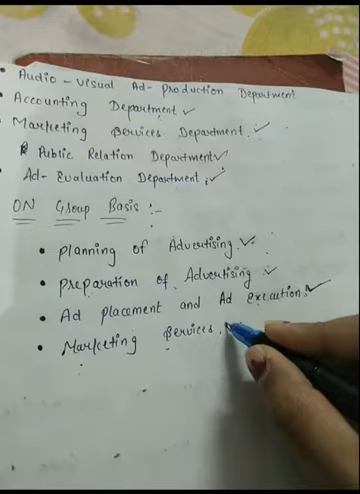 • Audio - Visual Ad - Production Department
• Accounting Department ✓
• Marketing Services Department. ✓
& Public Relation Department ✓
• Ad - Evaluation Department. ✓
ON Group Basis :-
• Planning of Advertising ✓
• Preparation of Advertising ✓
• Ad placement and Ad execution. ✓
• Marketing Services.